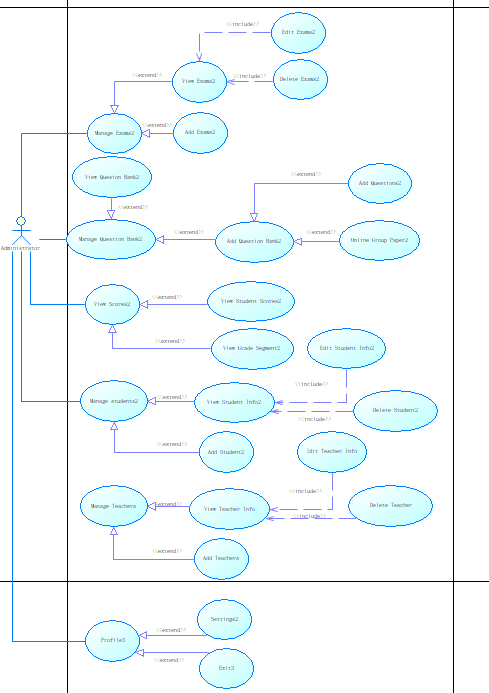 <<include>>
Edit Exams2
<<extend>>
View Exams2
<<include>>
Delete Exams2
Manage Exams2
<<extend>>
Add Exams2
View Quesion Bank2
<<extend>>
Add Questions2
<<extend>>
Administrator
Manage Question Bank2
<<extend>>
Add Question Bank2
<<extend>>
Online Group Paper2
View Scores2
<<extend>>
View Student Scores2
<<extend>>
View Grade Segment2
Edit Student Info2
<<include>>
Manage students2
<<extend>>
View Student Info2
Delete Student2
<<include>>
<<extend>>
Add Student2
Edit Teacher Info
<<include>>
Manage Teachers
<<extend>>
View Teacher Info
Delete Teacher
<<include>>
<<extend>>
Add Teachers
Settings2
<<extend>>
Profile3
<<extend>>
Exit3